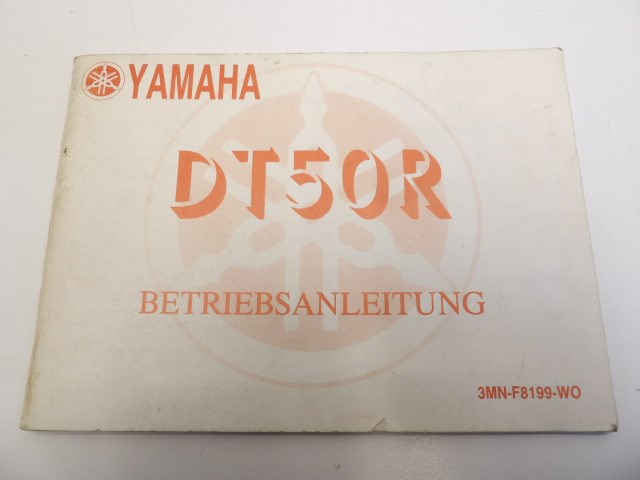 YAMAHA
DT50R
BETRIEBSANLEITUNG
3MN-F8199-WO